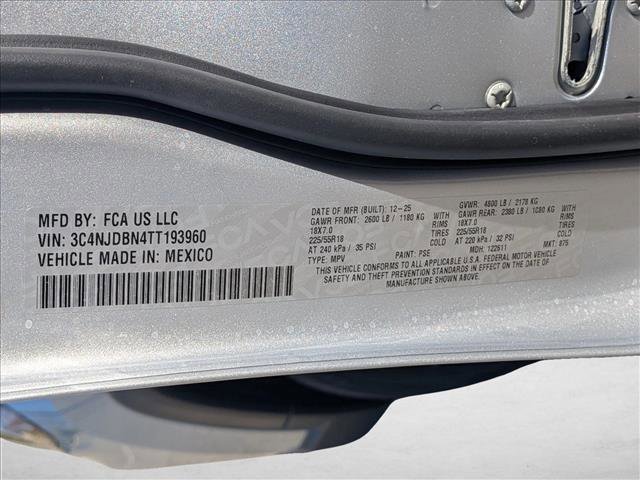 MFD BY: FCA US LLC
VIN: 3C4NJDBN4TT193960
VEHICLE MADE IN: MEXICO
DATE OF MFR (BUILT): 12-25 GVWR: 4800 LB / 2178 KG
GAWR FRONT: 2600 LB / 1180 KG WITH GAWR REAR: 2380 LB / 1080 KG WITH
18X7.0 RIMS 18X7.0 RIMS
225/55R18 TIRES 225/55R18 TIRES
AT 240 kPa / 35 PSI COLD AT 220 kPa / 32 PSI COLD
TYPE: MPV PAINT: PSE MDH: 122511 MKT: 875
THIS VEHICLE CONFORMS TO ALL APPLICABLE U.S.A. FEDERAL MOTOR VEHICLE
SAFETY AND THEFT PREVENTION STANDARDS IN EFFECT ON THE DATE OF
MANUFACTURE SHOWN ABOVE.